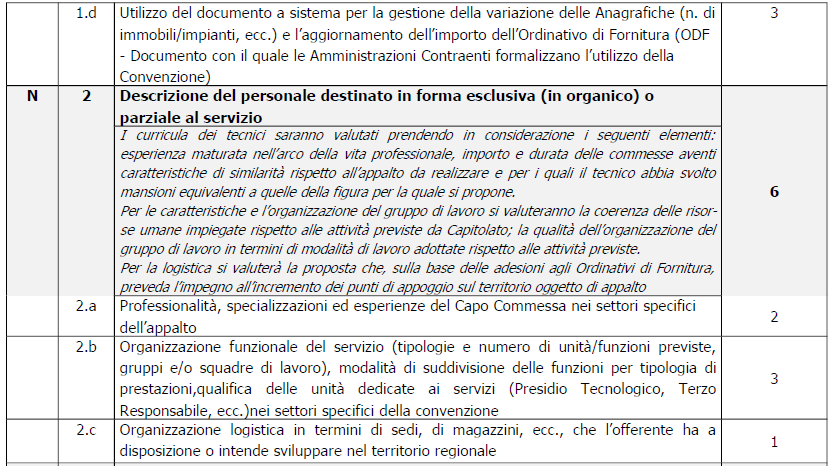 1.d Utilizzo del documento a sistema per la gestione della variazione delle Anagrafiche (n. di 3
immobili/impianti, ecc.) e l'aggiornamento dell'importo dell'Ordinativo di Fornitura (ODF
- Documento con il quale le Amministrazioni Contraenti formalizzano l'utilizzo della
Convenzione)
N 2 Descrizione del personale destinato in forma esclusiva (in organico) o
parziale al servizio
I curricula dei tecnici saranno valutati prendendo in considerazione i seguenti elementi:
esperienza maturata nell'arco della vita professionale, importo e durata delle commesse aventi
caratteristiche di similarità rispetto all'appalto da realizzare e per i quali il tecnico abbia svolto
mansioni equivalenti a quelle della figura per la quale si propone. 6
Per le caratteristiche e l'organizzazione del gruppo di lavoro si valuteranno la coerenza delle risor-
se umane impiegate rispetto alle attività previste da Capitolato; la qualità dell'organizzazione del
gruppo di lavoro in termini di modalità di lavoro adottate rispetto alle attività previste.
Per la logistica si valuterà la proposta che, sulla base delle adesioni agli Ordinativi di Fornitura,
preveda l'impegno all'incremento dei punti di appoggio sul territorio oggetto di appalto
2.a Professionalità, specializzazioni ed esperienze del Capo Commessa nei settori specifici 2
dell'appalto
2.b Organizzazione funzionale del servizio (tipologie e numero di unità/funzioni previste,
gruppi e/o squadre di lavoro), modalità di suddivisione delle funzioni per tipologia di
prestazioni,qualifica delle unità dedicate ai servizi (Presidio Tecnologico, Terzo 3
Responsabile, ecc.)nei settori specifici della convenzione
2.c Organizzazione logistica in termini di sedi, di magazzini, ecc., che l'offerente ha a 1
disposizione o intende sviluppare nel territorio regionale